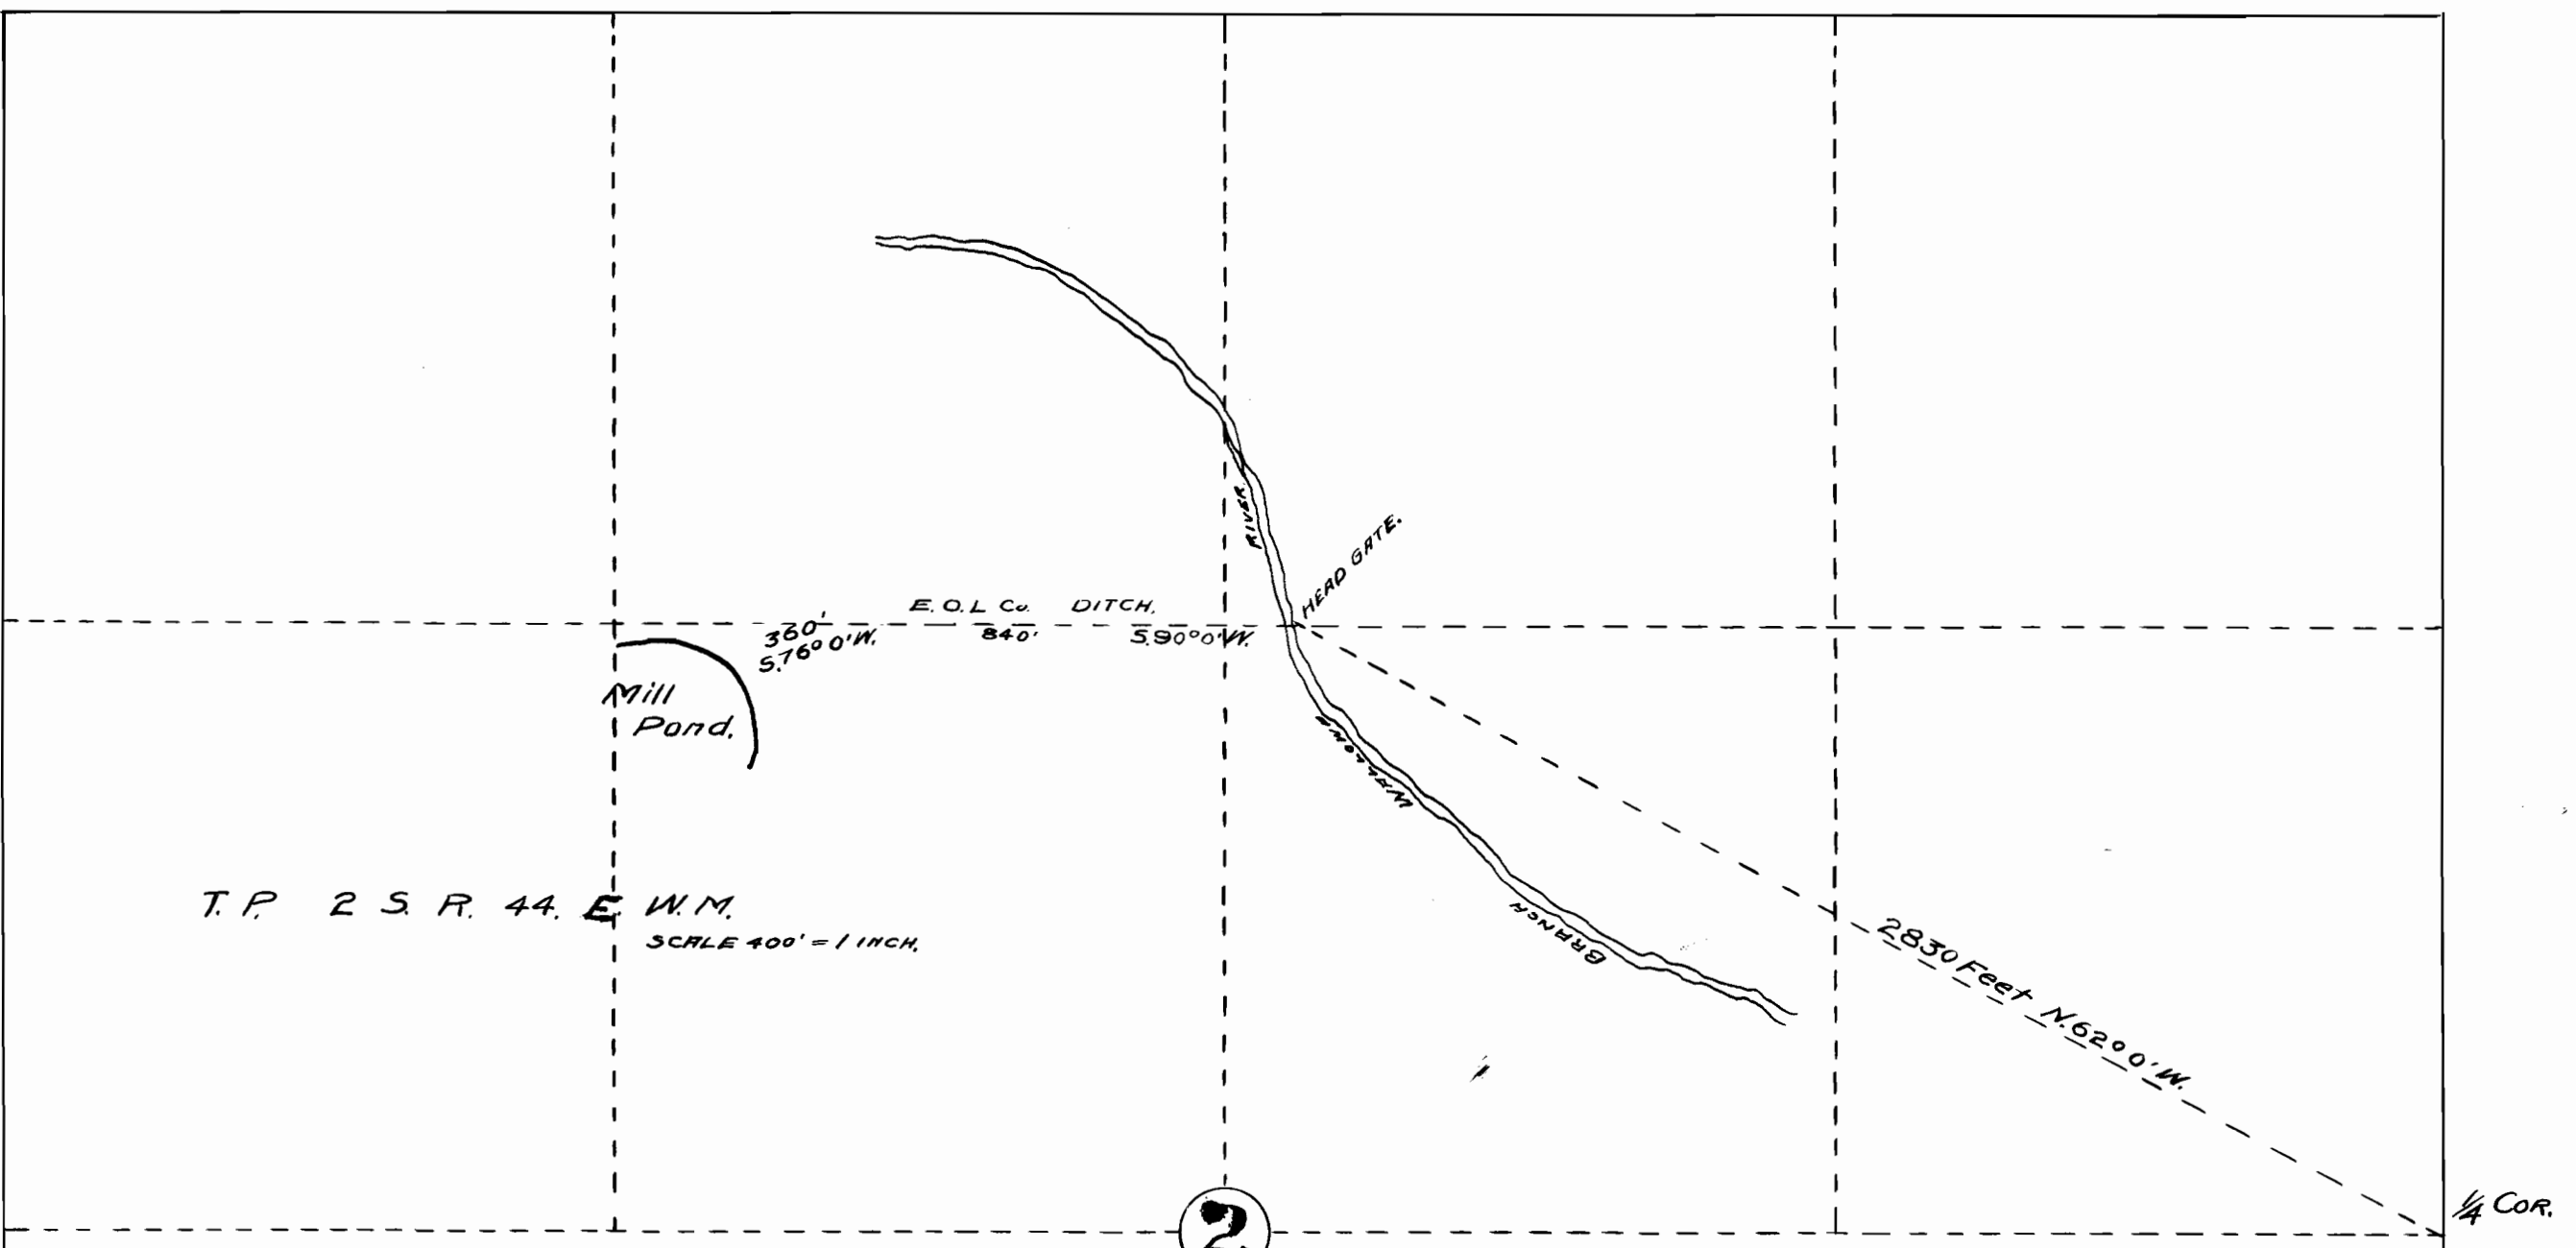 RIVER
HEAD GATE.
E.O.L Co. DITCH.
360'
S.76°0'W.
840'
S.90°0'W.
Mill
Pond.
WALLOWA
BRANCH
T.P. 2 S. R. 44. E. W.M.
SCALE 400' = 1 INCH.
2830 Feet N.62°0'W.
1/4 COR.
2